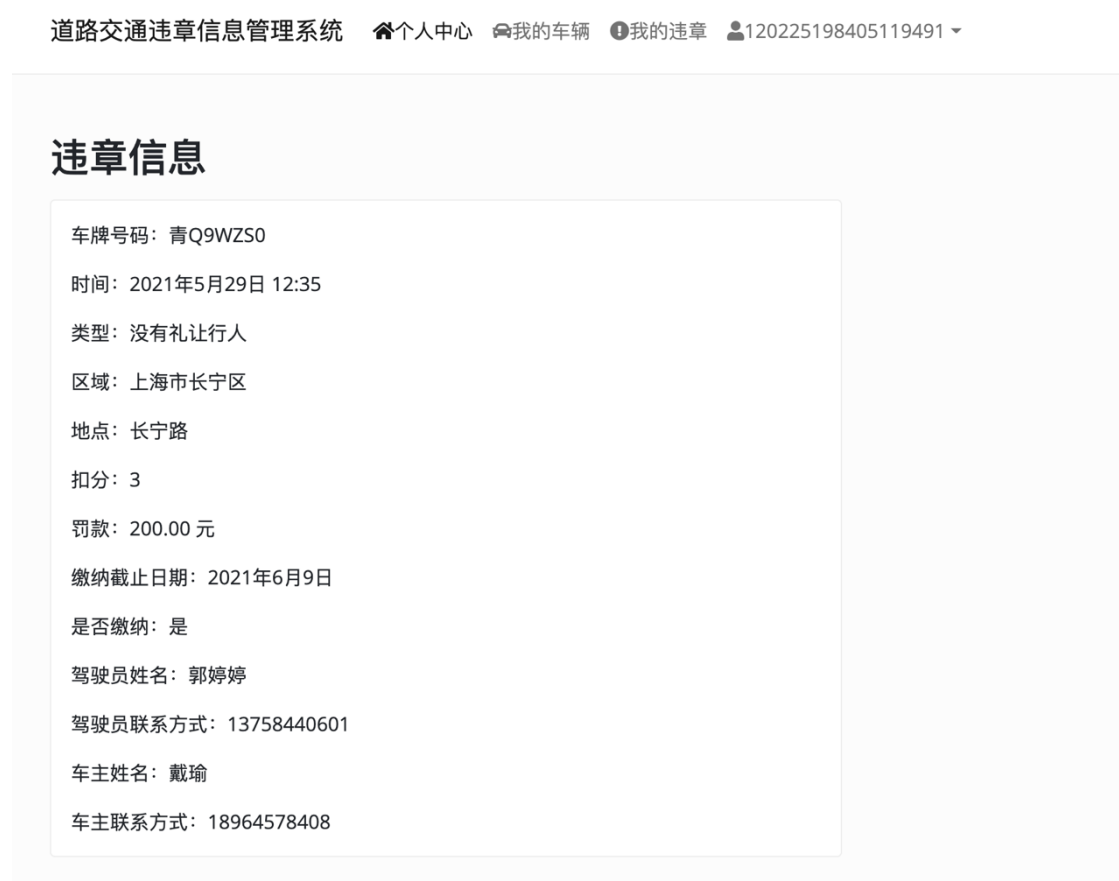 道路交通违章信息管理系统 个人中心 我的车辆 我的违章 120225198405119491
违章信息
车牌号码：青Q9WZS0
时间：2021年5月29日 12:35
类型：没有礼让行人
区域：上海市长宁区
地点：长宁路
扣分：3
罚款：200.00 元
缴纳截止日期：2021年6月9日
是否缴纳：是
驾驶员姓名：郭婷婷
驾驶员联系方式：13758440601
车主姓名：戴瑜
车主联系方式：18964578408